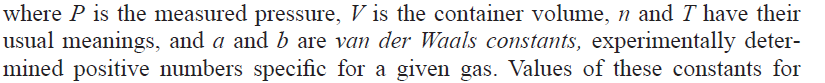 where P is the measured pressure, V is the container volume, n and T have their
usual meanings, and a and b are van der Waals constants, experimentally deter-
mined positive numbers specific for a given gas. Values of these constants for